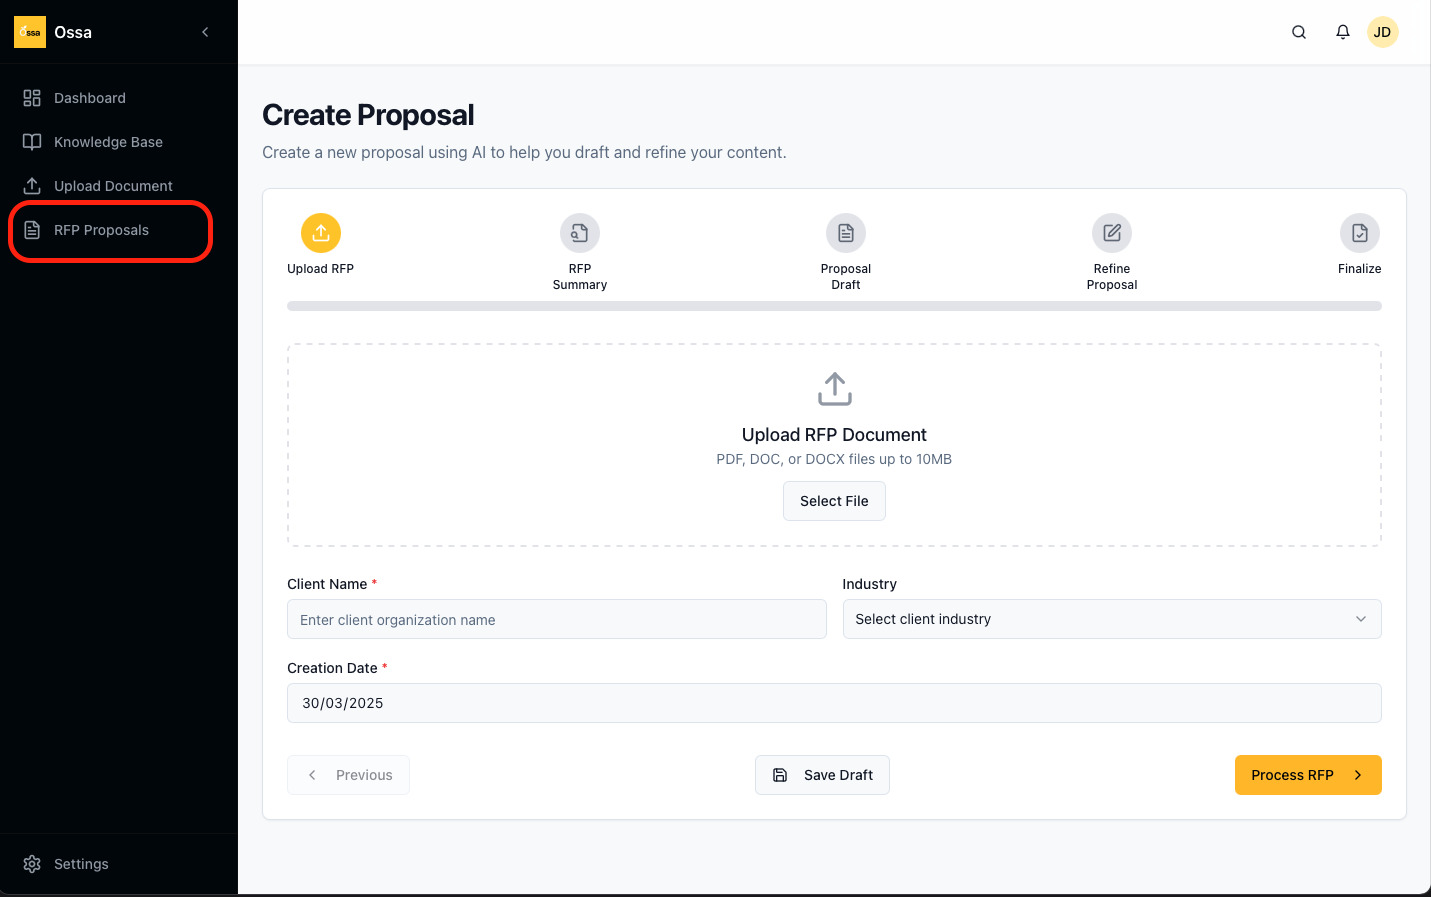 Ossa
Ossa
JD
Dashboard
Knowledge Base
Upload Document
RFP Proposals
Settings
Create Proposal
Create a new proposal using AI to help you draft and refine your content.
Upload RFP
RFP
Summary
Proposal
Draft
Refine
Proposal
Finalize
Upload RFP Document
PDF, DOC, or DOCX files up to 10MB
Select File
Client Name *
Enter client organization name
Industry
Select client industry
Creation Date *
30/03/2025
Previous
Save Draft
Process RFP